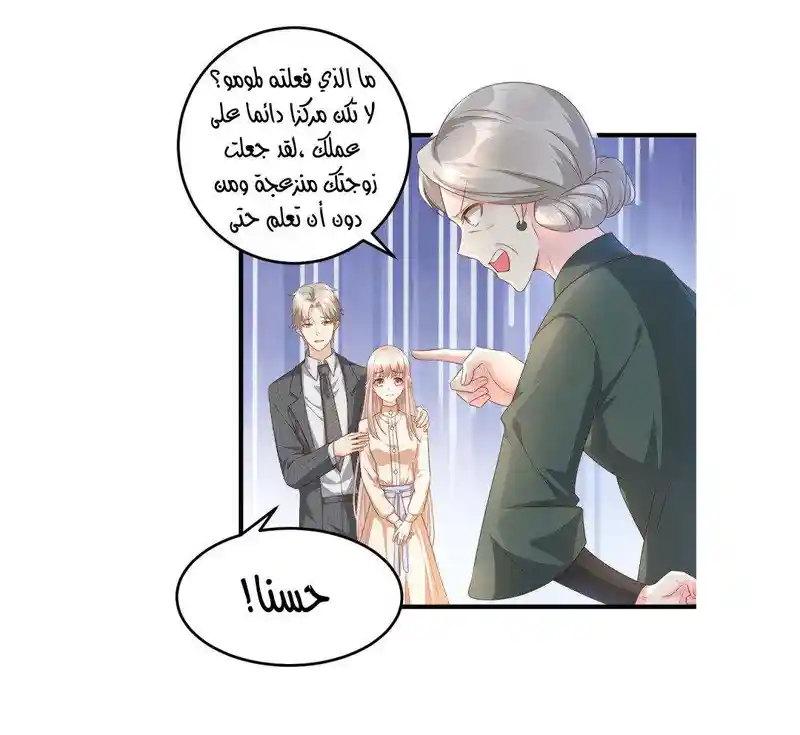 ما الذي فعلته لمومو؟
لا تكن مركزا دائما على
عملك ،لقد جعلت
زوجتك منزعجة ومن
دون أن تعلم حتى
حسنا!